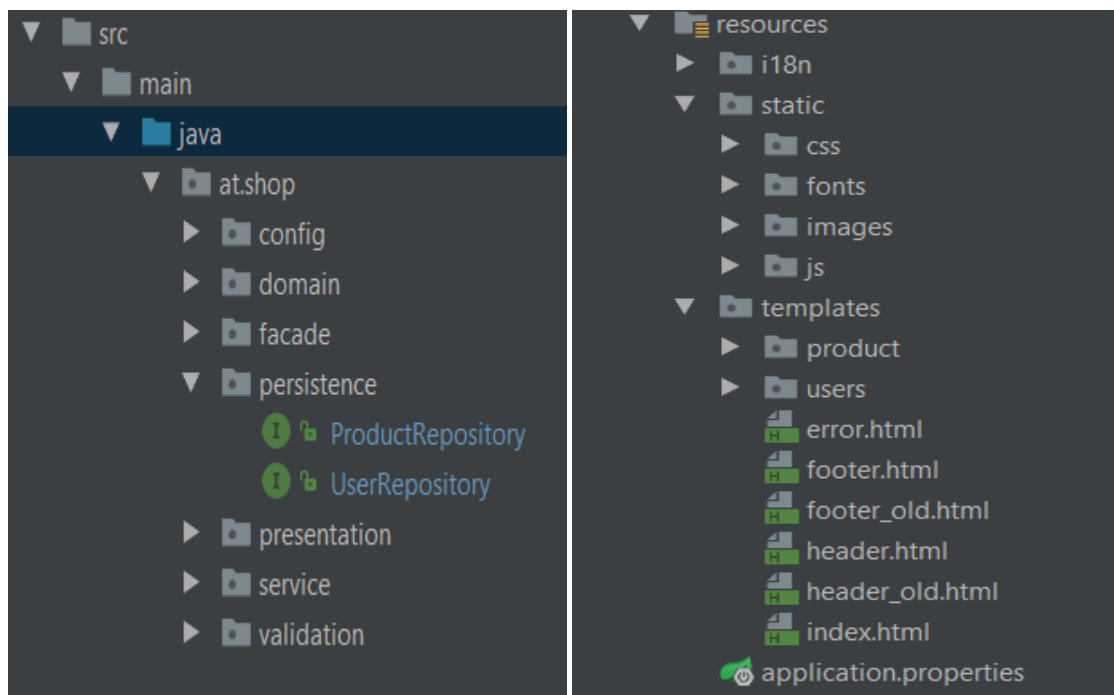 src
main
java
at.shop
config
domain
facade
persistence
I ProductRepository
I UserRepository
presentation
service
validation
resources
i18n
static
css
fonts
images
js
templates
product
users
H error.html
H footer.html
H footer_old.html
H header.html
H header_old.html
H index.html
application.properties